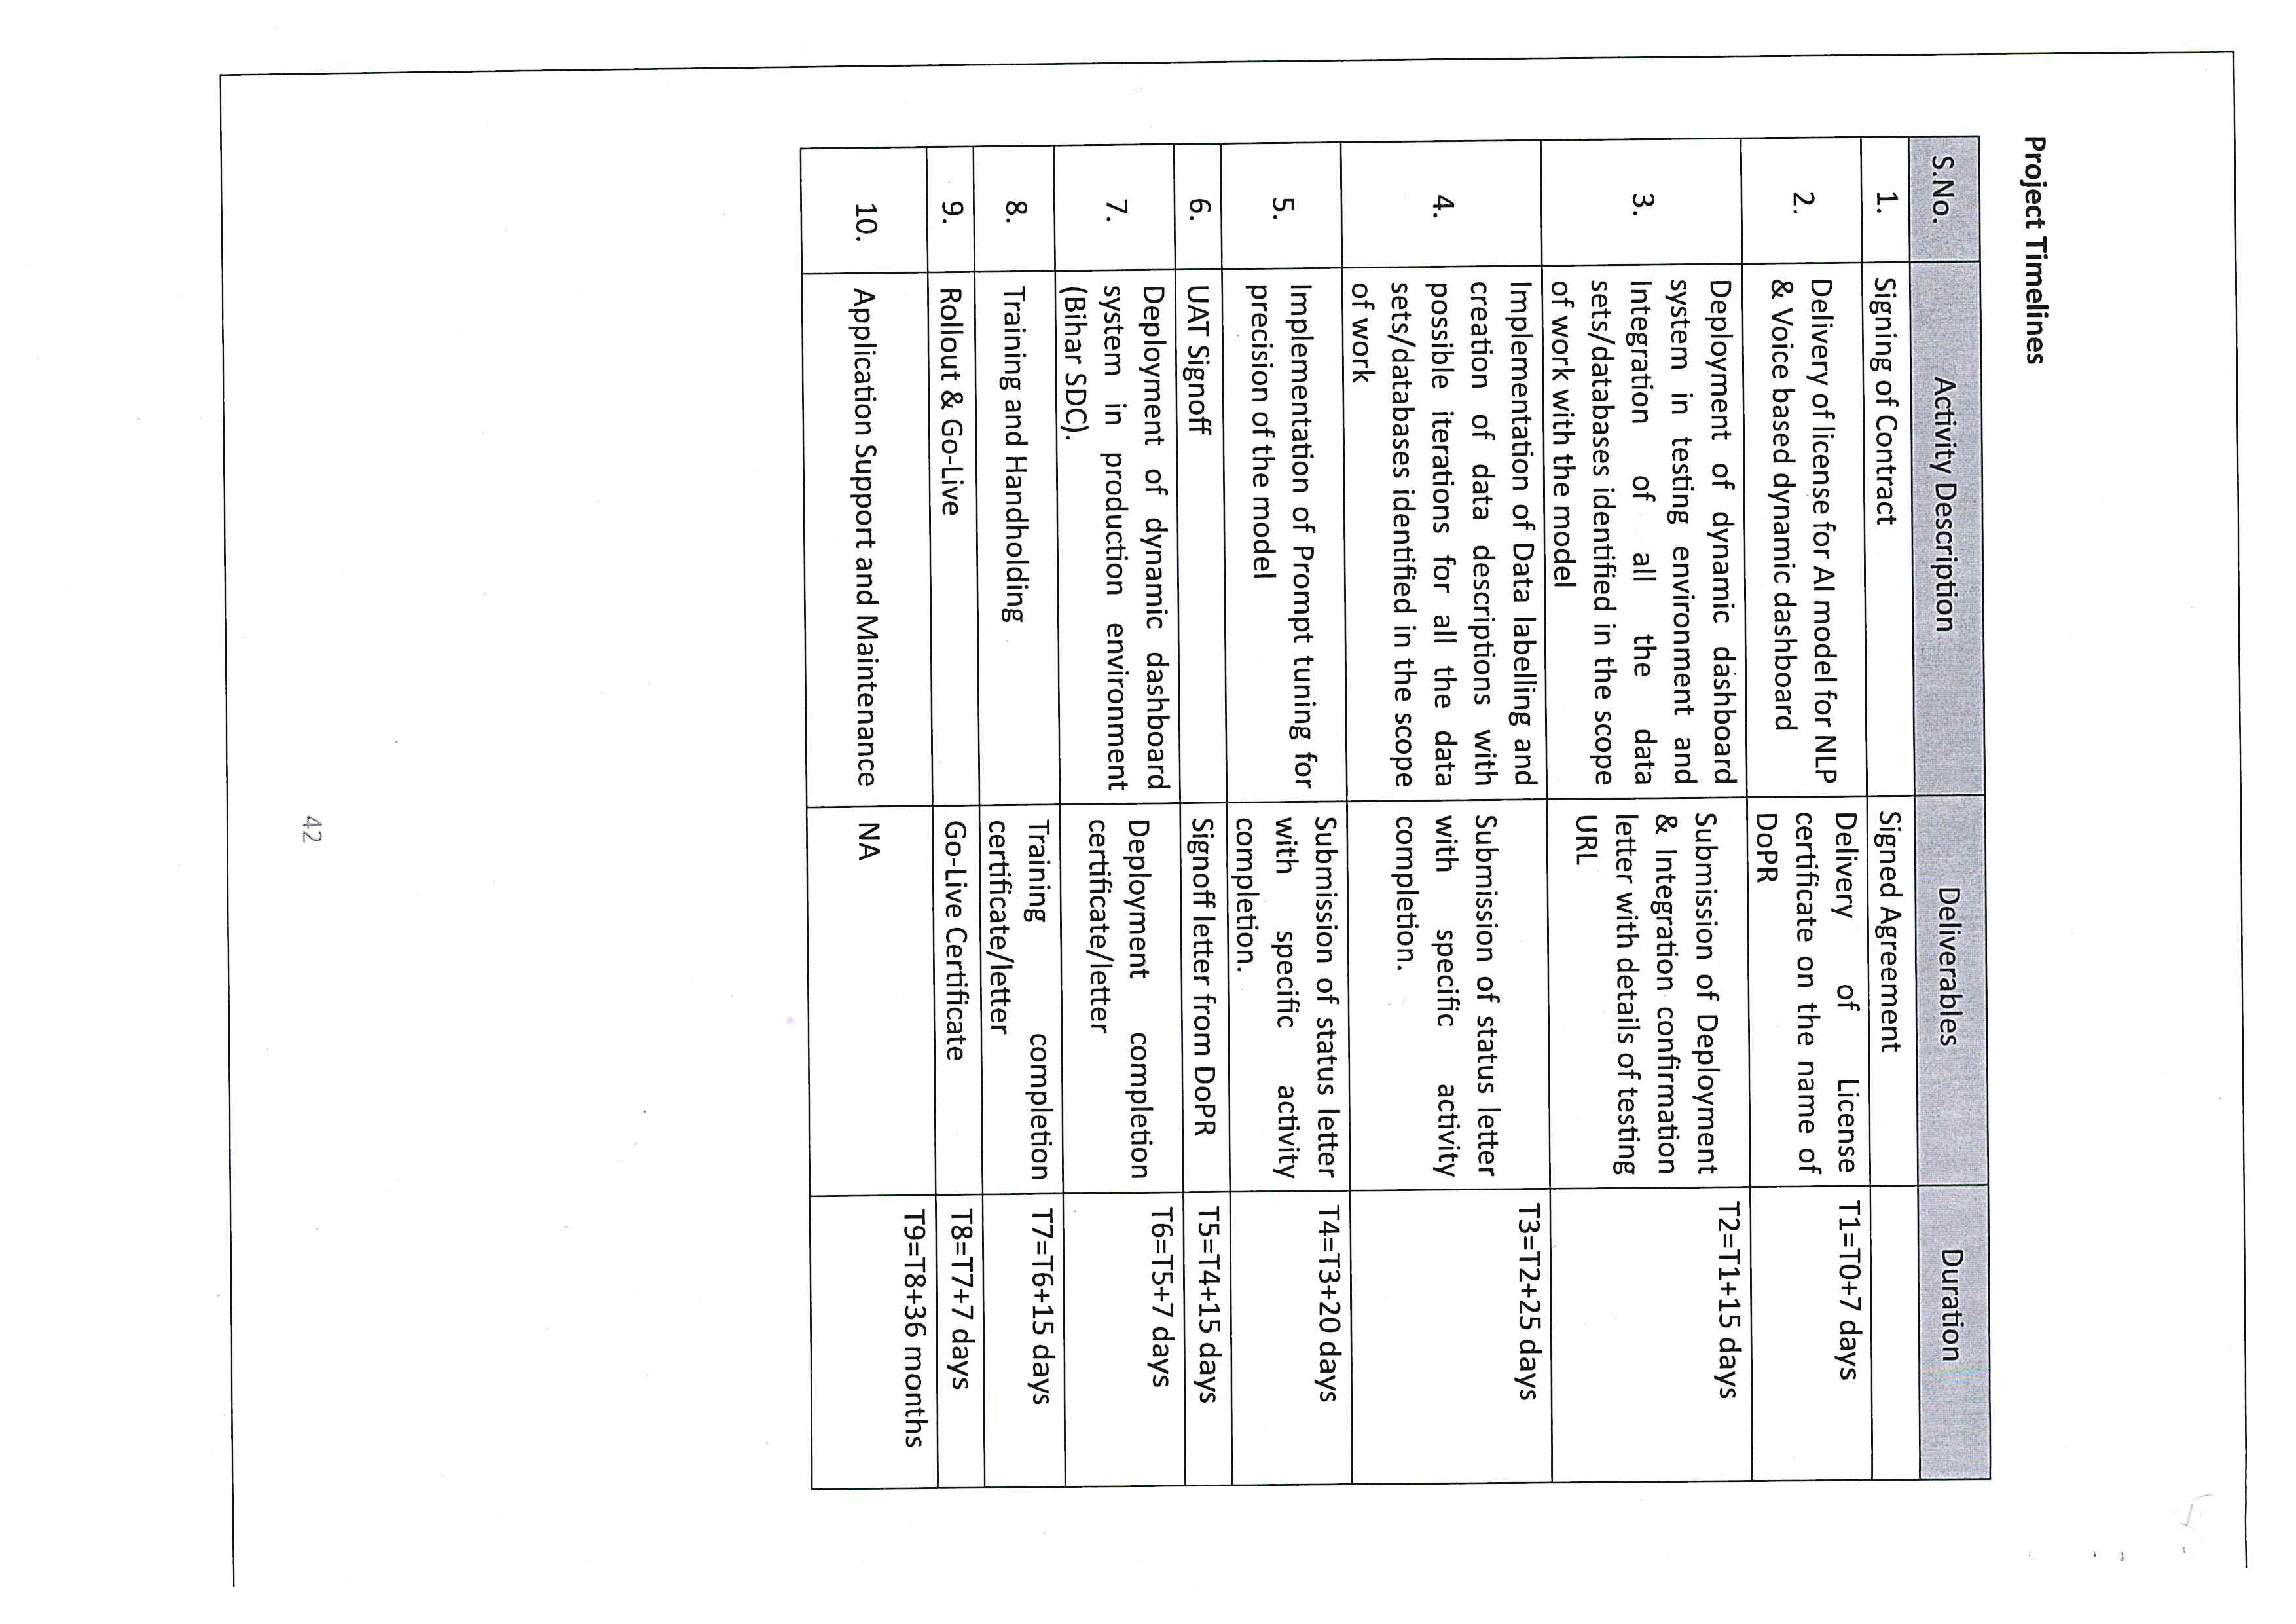 Project Timelines
S.No. Activity Description Deliverables Duration
1. Signing of Contract Signed Agreement
2. Delivery of license for AI model for NLP
& Voice based dynamic dashboard
Delivery of License
certificate on the name of
DoPR
T1=T0+7 days
3. Deployment of dynamic dashboard
system in testing environment and
Integration of all the data
sets/databases identified in the scope
of work with the model
Submission of Deployment
& Integration confirmation
letter with details of testing
URL
T2=T1+15 days
4. Implementation of Data labelling and
creation of data descriptions with
possible iterations for all the data
sets/databases identified in the scope
of work
Submission of status letter
with specific activity
completion.
T3=T2+25 days
5. Implementation of Prompt tuning for
precision of the model
Submission of status letter
with specific activity
completion.
T4=T3+20 days
6. UAT Signoff Signoff letter from DoPR T5=T4+15 days
7. Deployment of dynamic dashboard
system in production environment
(Bihar SDC).
Deployment completion
certificate/letter
T6=T5+7 days
8. Training and Handholding
Training completion
certificate/letter
T7=T6+15 days
9. Rollout & Go-Live Go-Live Certificate T8=T7+7 days
10. Application Support and Maintenance NA T9=T8+36 months
42